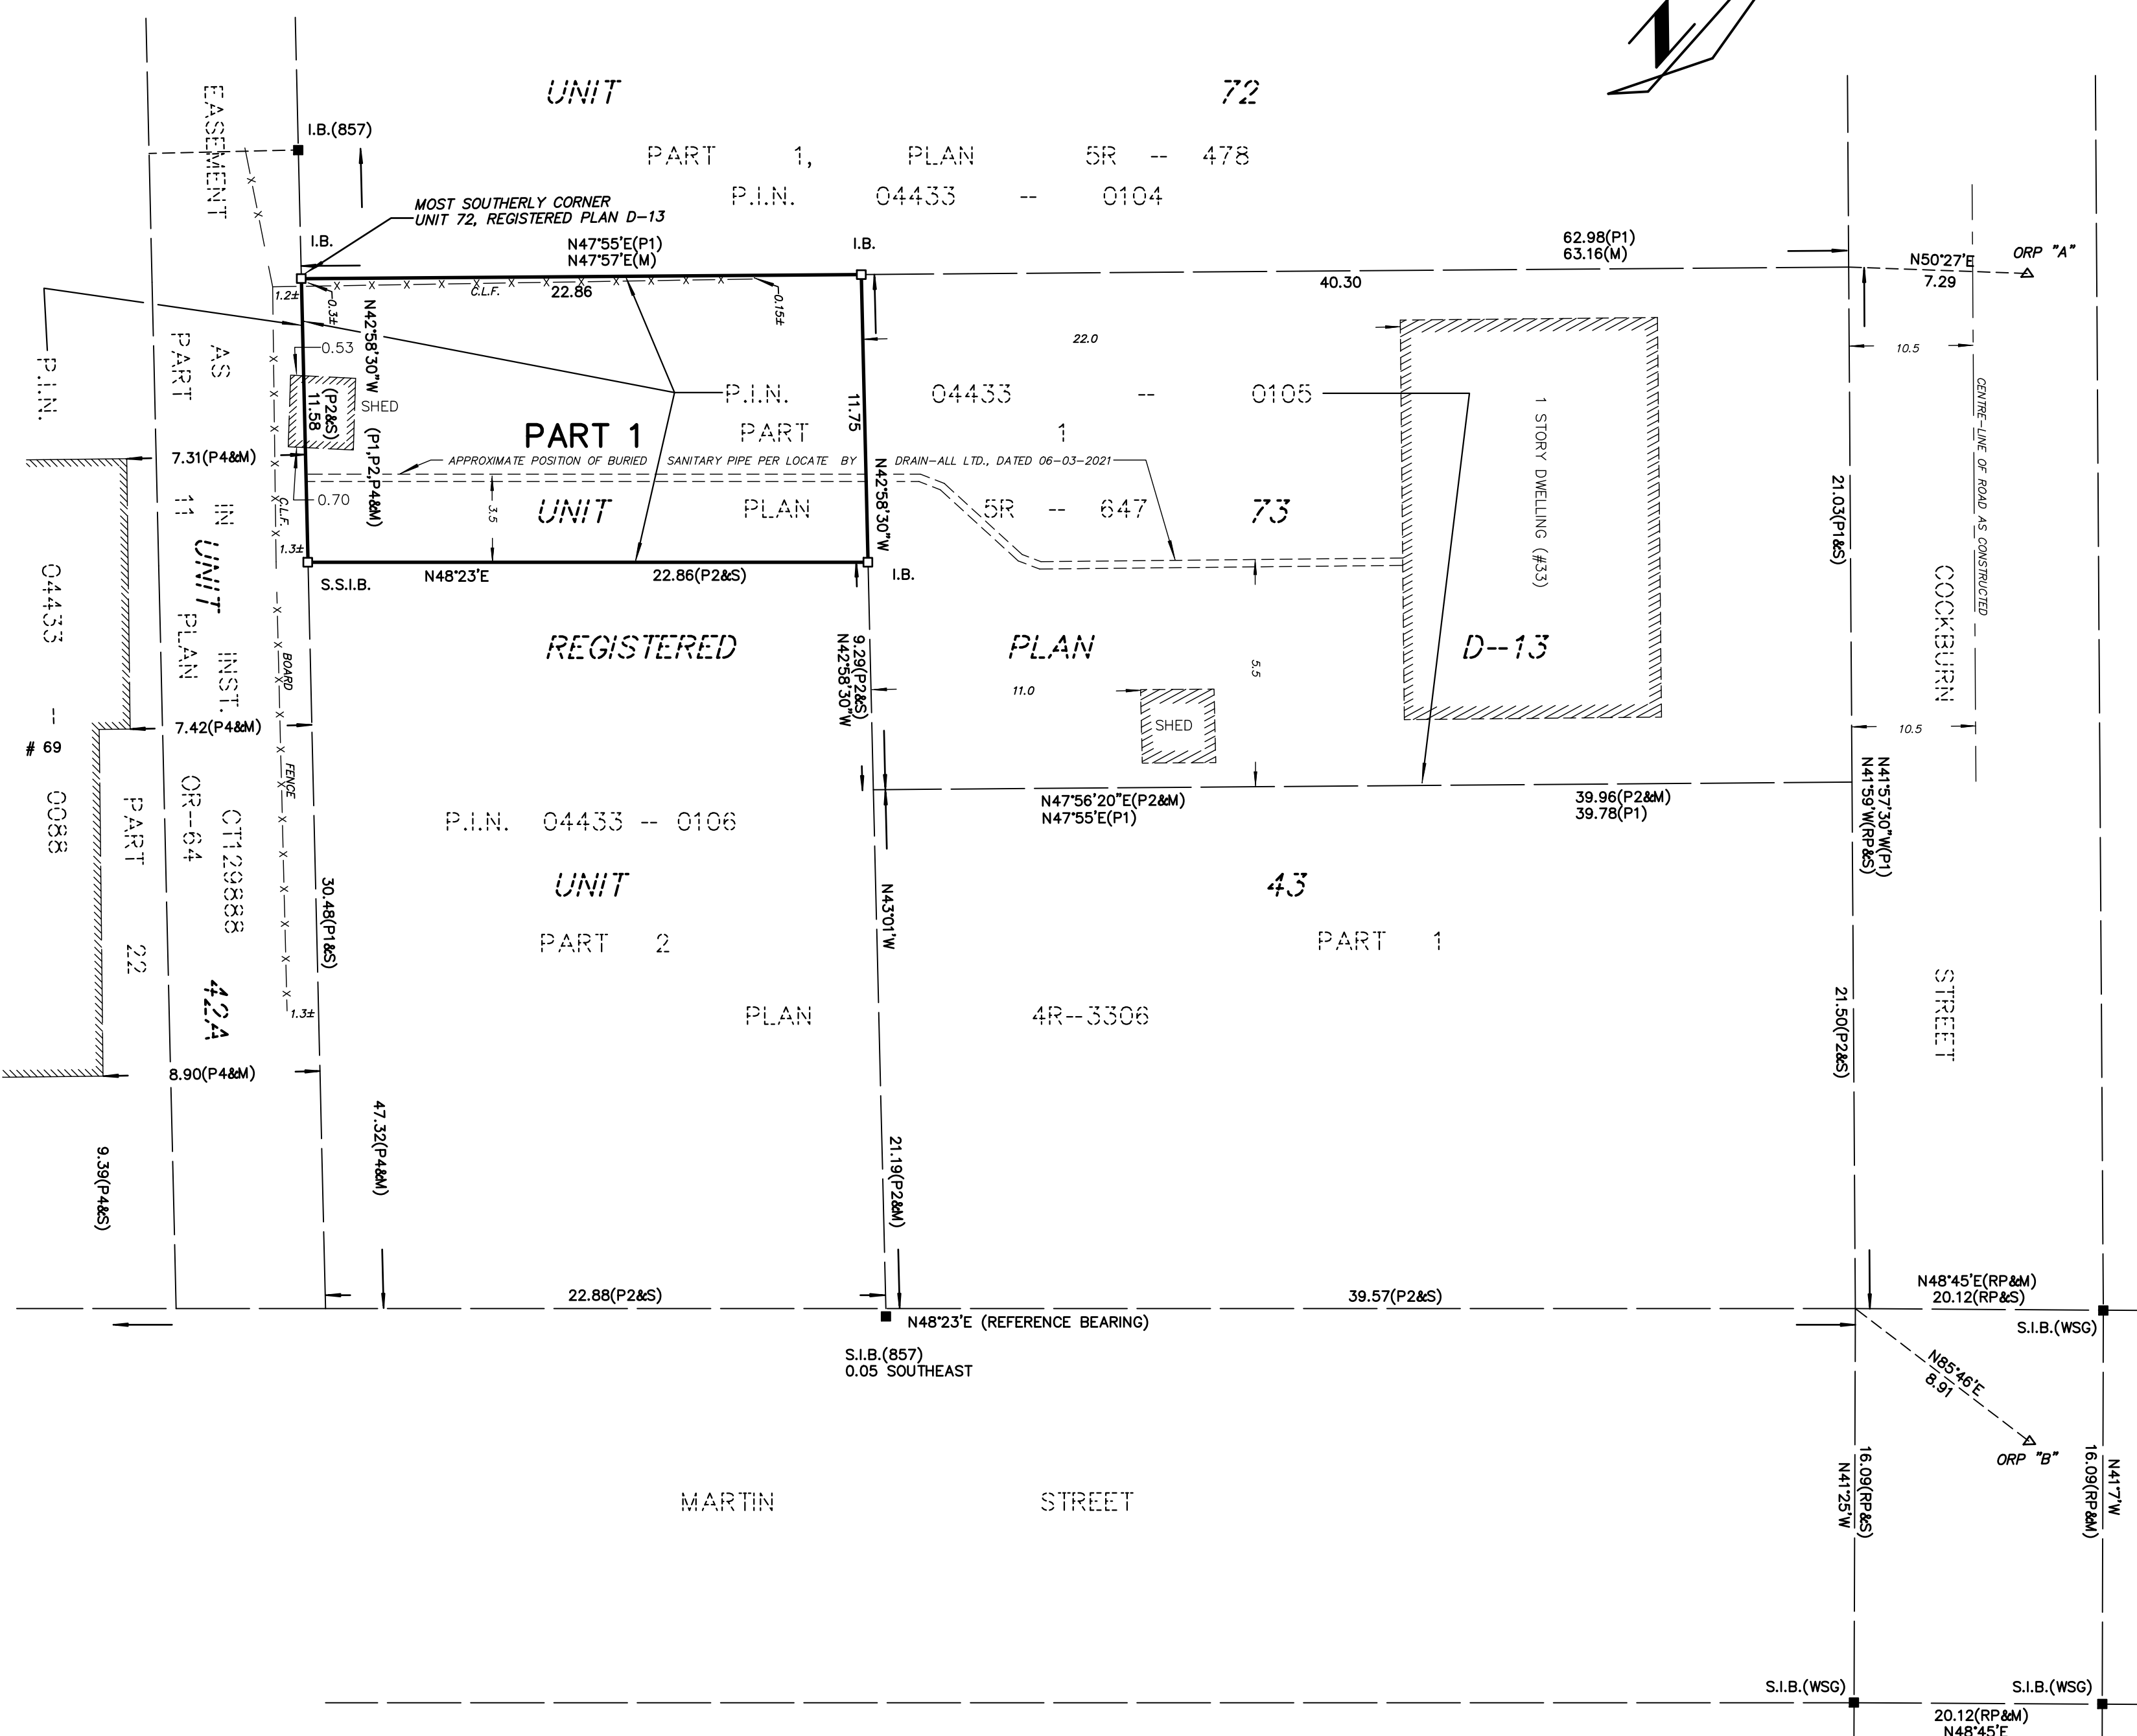 N
UNIT 72
PART 1, PLAN 5R -- 478
P.I.N. 04433 -- 0104
EASEMENT
I.B.(857)
MOST SOUTHERLY CORNER
UNIT 72, REGISTERED PLAN D-13
I.B.
N47°55'E(P1)
N47°57'E(M)
I.B.
62.98(P1)
63.16(M)
N50°27'E
7.29
ORP "A"
1.2±
0.3±
C.L.F.
22.86
0.15±
40.30
22.0
10.5
CENTRE-LINE OF ROAD AS CONSTRUCTED
N42°58'30"W (P1,P2,P4&M)
0.53
SHED
(P2&S)
11.58
0.70
P.I.N. 04433 -- 0105
PART 1 PART 1
11.75
APPROXIMATE POSITION OF BURIED SANITARY PIPE PER LOCATE BY DRAIN-ALL LTD., DATED 06-03-2021
UNIT PLAN 5R -- 647 73
3.5
N42°58'30"W
1 STORY DWELLING (#33)
21.03(P1&S)
7.31(P4&M)
C.L.F.
1.3±
S.S.I.B.
N48°23'E
22.86(P2&S)
I.B.
REGISTERED PLAN D--13
9.29(P2&S)
N42°58'30"W
11.0
SHED
5.5
10.5
COCKBURN STREET
P.I.N. 04433 -- 0088
# 69
PART 11 PLAN OR--64
AS IN INST. CT129888
UNIT 42A
PART 22
7.42(P4&M)
BOARD FENCE
1.3±
8.90(P4&M)
9.39(P4&S)
N47°56'20"E(P2&M)
N47°55'E(P1)
39.96(P2&M)
39.78(P1)
N41°57'30"W(P1)
N41°59'W(RP&S)
P.I.N. 04433 -- 0106
UNIT 43
PART 2 PART 1
PLAN 4R--3306
30.48(P1&S)
N43°01'W
21.50(P2&S)
47.32(P4&M)
21.19(P2&M)
22.88(P2&S)
39.57(P2&S)
N48°23'E (REFERENCE BEARING)
S.I.B.(857)
0.05 SOUTHEAST
N48°45'E(RP&M)
20.12(RP&S)
S.I.B.(WSG)
N85°46'E
8.91
ORP "B"
16.09(RP&S)
N41°25'W
N41°7'W
16.09(RP&M)
MARTIN STREET
S.I.B.(WSG)
S.I.B.(WSG)
20.12(RP&M)
N48°45'E